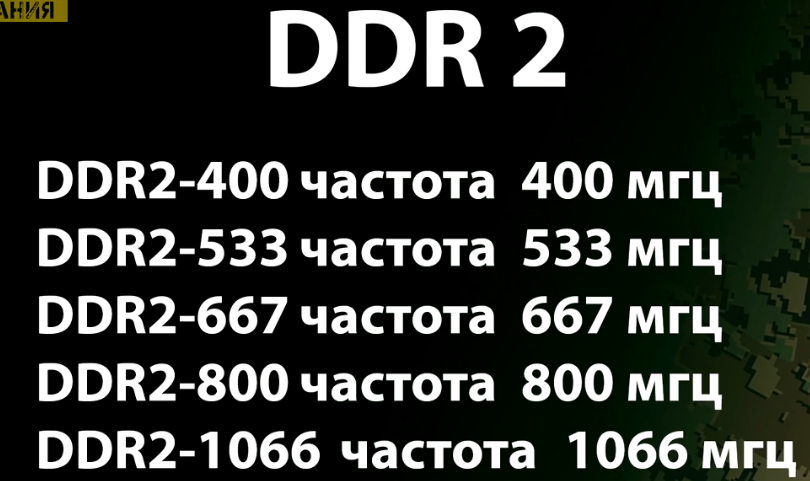 АНИЯ
DDR 2
DDR2-400 частота 400 мгц
DDR2-533 частота 533 мгц
DDR2-667 частота 667 мгц
DDR2-800 частота 800 мгц
DDR2-1066 частота 1066 мгц